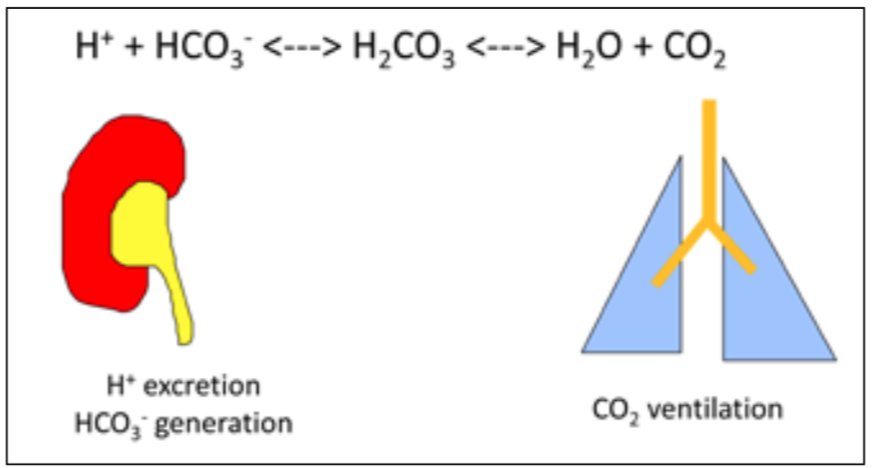 H⁺ + HCO₃⁻ <---> H₂CO₃ <---> H₂O + CO₂
H⁺ excretion
HCO₃⁻ generation
CO₂ ventilation